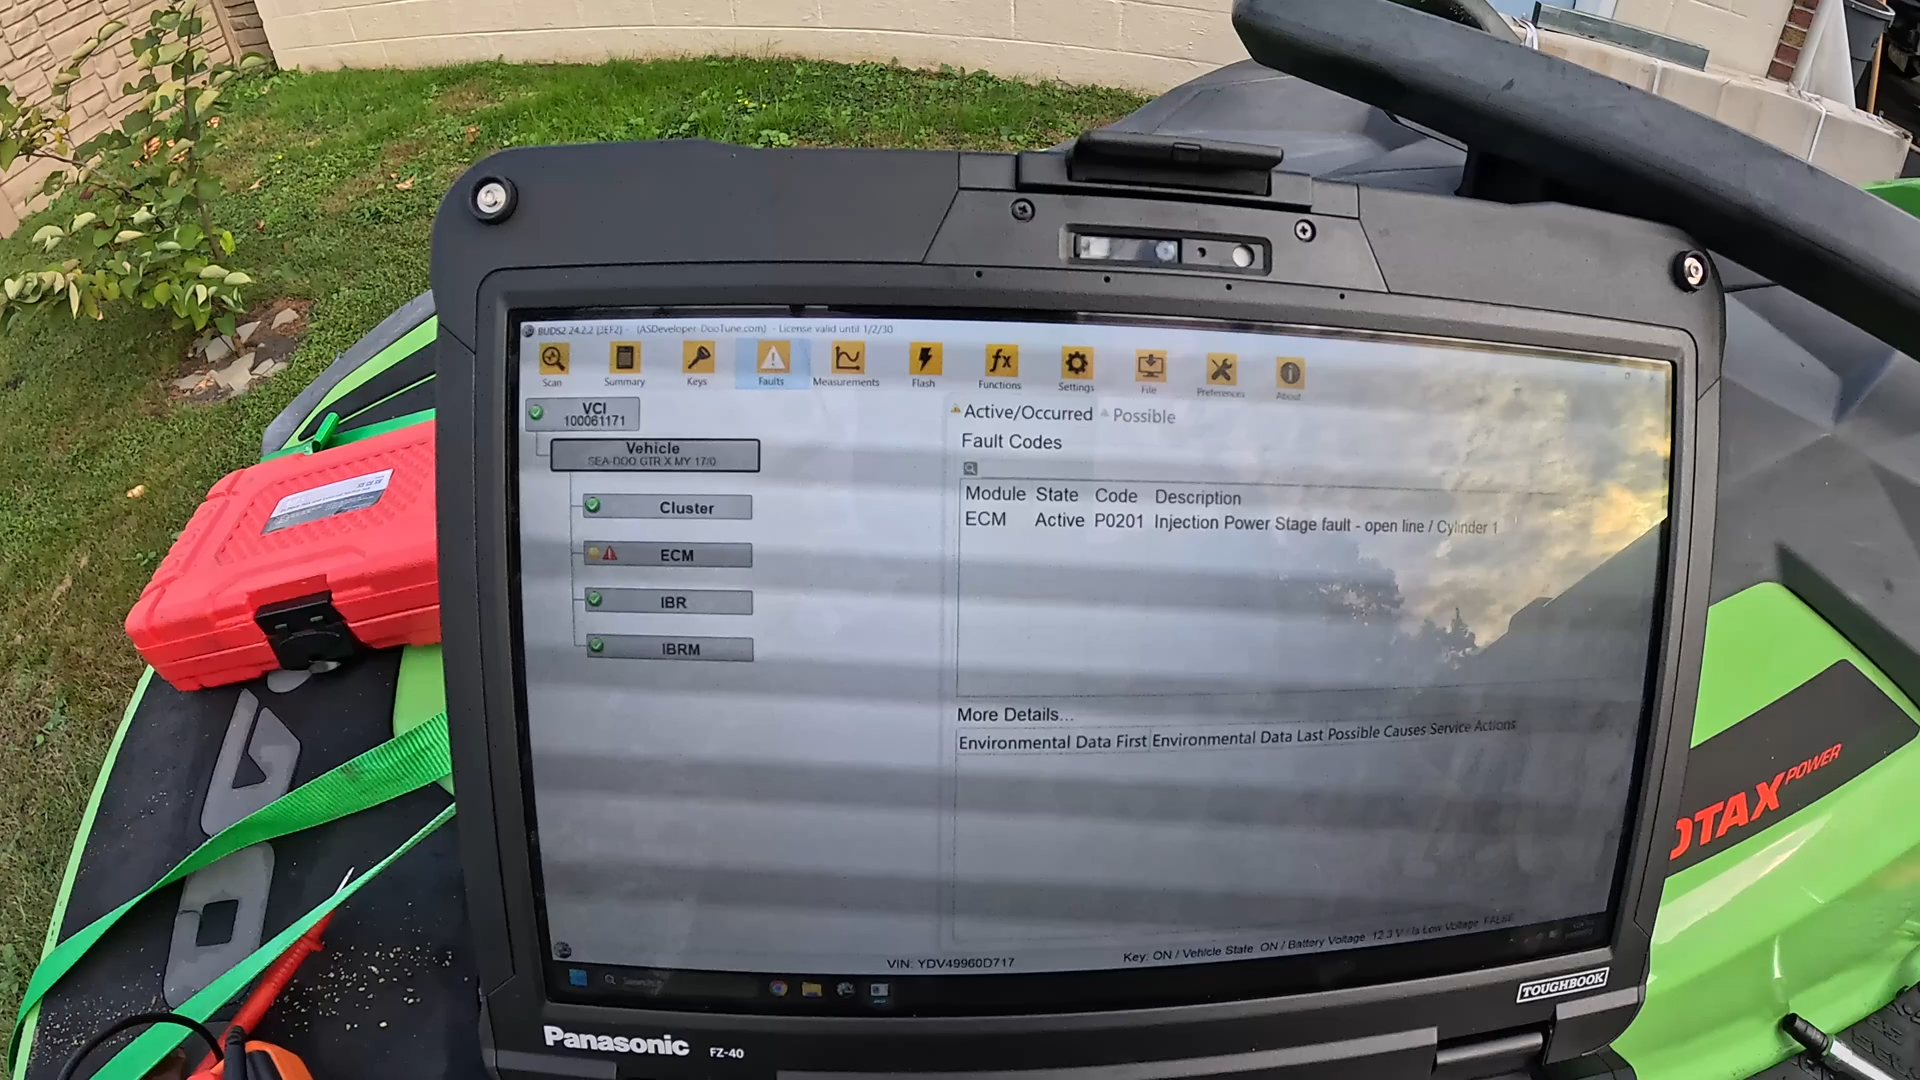 BUDS2 24.2.2 [3EF2] - (ASDeveloper-DooTune.com) - License valid until 1/2/30
Scan Summary Keys Faults Measurements Flash Functions Settings File Preferences About
VCI
100061171
Vehicle
SEA-DOO GTR X MY 17/0
Cluster
ECM
IBR
IBRM
Active/Occurred Possible
Fault Codes
Module State Code Description
ECM Active P0201 Injection Power Stage fault - open line / Cylinder 1
More Details...
Environmental Data First Environmental Data Last Possible Causes Service Actions
VIN: YDV49960D717
Key: ON / Vehicle State ON / Battery Voltage 12.3 V / Is Low Voltage FALSE
Search
Panasonic FZ-40
TOUGHBOOK
OTAX POWER